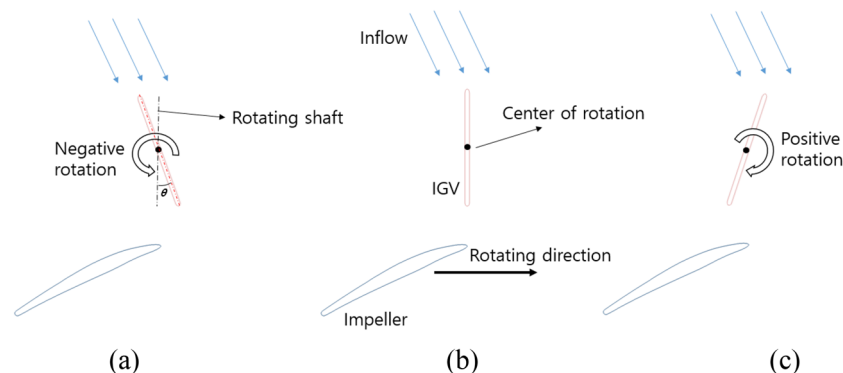 Inflow
Rotating shaft
Center of rotation
Negative
rotation
Positive
rotation
θ
IGV
Rotating direction
Impeller
(a)
(b)
(c)